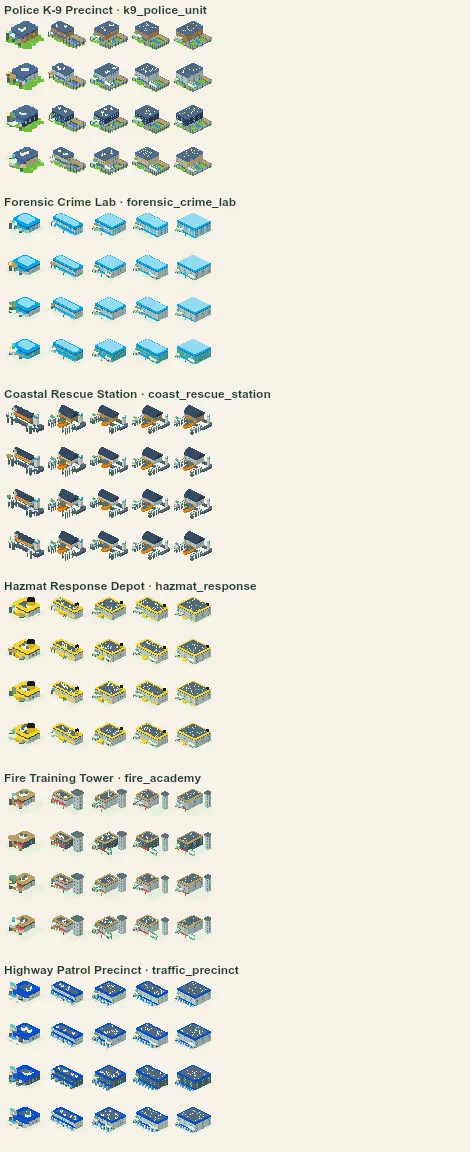 Police K-9 Precinct · k9_police_unit
Forensic Crime Lab · forensic_crime_lab
Coastal Rescue Station · coast_rescue_station
Hazmat Response Depot · hazmat_response
Fire Training Tower · fire_academy
Highway Patrol Precinct · traffic_precinct